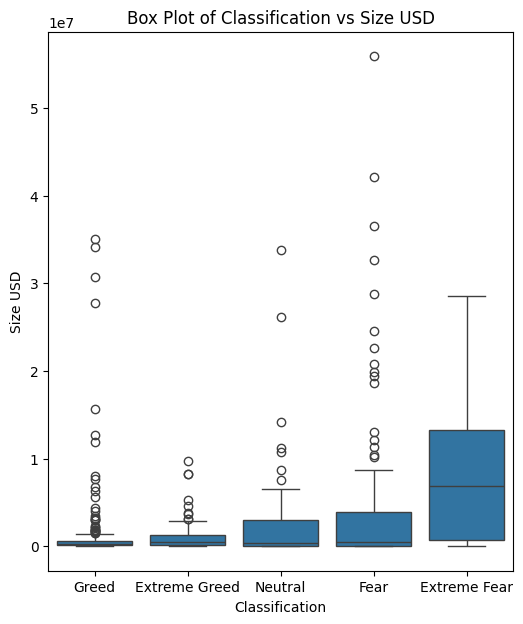 Box Plot of Classification vs Size USD
1e7
5
4
3
2
1
0
Size USD
Greed Extreme Greed Neutral Fear Extreme Fear
Classification